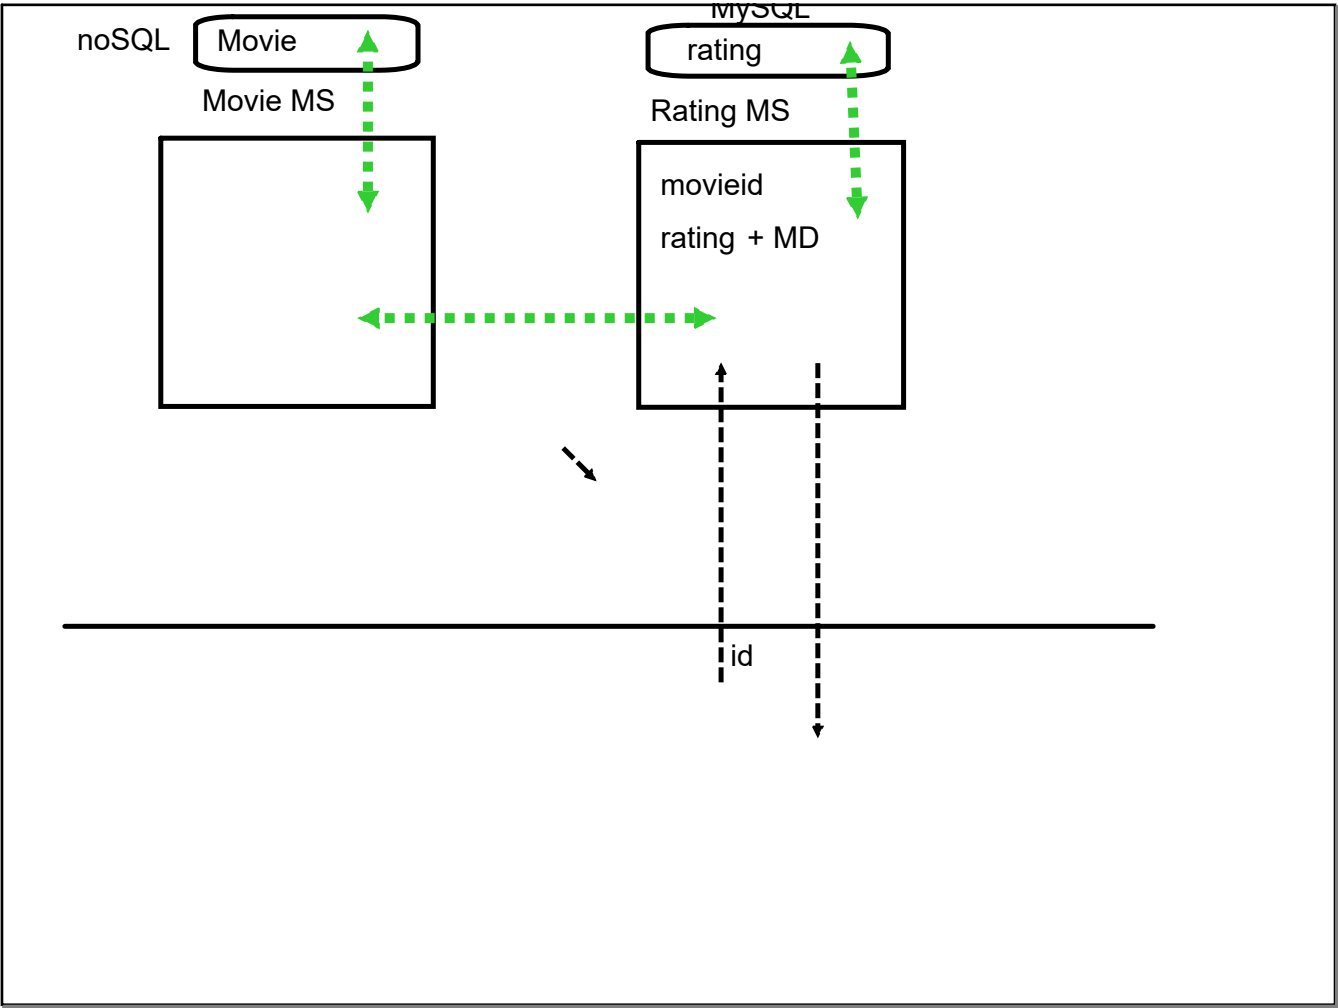 MySQL
noSQL
Movie
rating
Movie MS
Rating MS
movieid
rating + MD
id